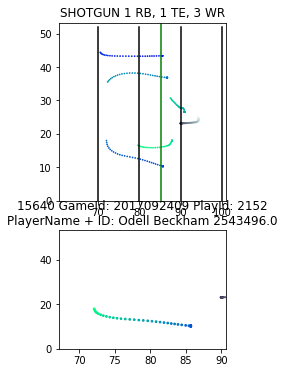 SHOTGUN 1 RB, 1 TE, 3 WR
50
40
30
20
10
0
70 80 90 100
15640 GameId: 2017092409 PlayId: 2152
PlayerName + ID: Odell Beckham 2543496.0
40
20
0
70 75 80 85 90